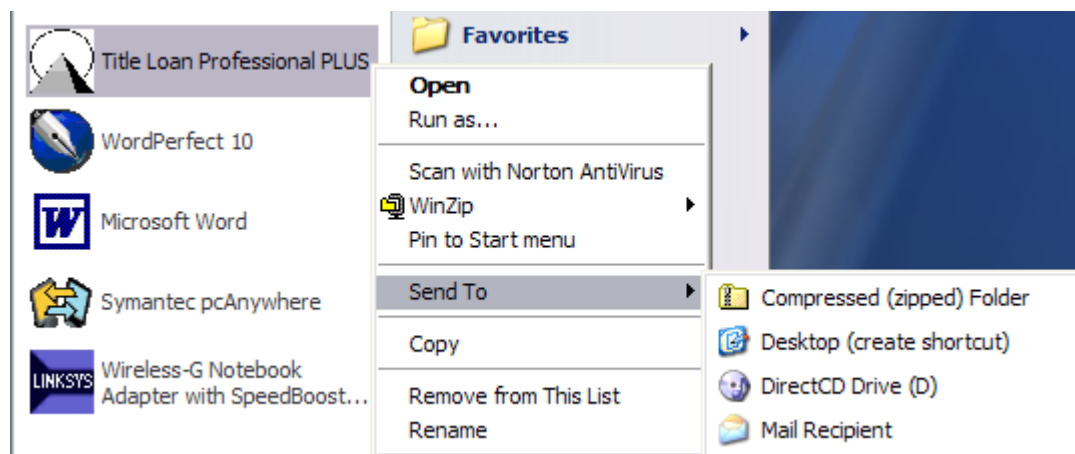 Title Loan Professional PLUS
WordPerfect 10
W
Microsoft Word
Symantec pcAnywhere
LINKSYS
Wireless-G Notebook
Adapter with SpeedBoost...
Favorites
Open
Run as...
Scan with Norton AntiVirus
WinZip
Pin to Start menu
Send To
Copy
Remove from This List
Rename
Compressed (zipped) Folder
Desktop (create shortcut)
DirectCD Drive (D)
Mail Recipient